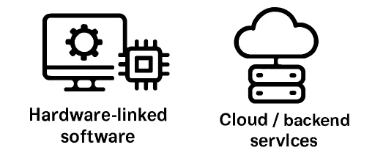 Hardware-linked
software
Cloud / backend
services